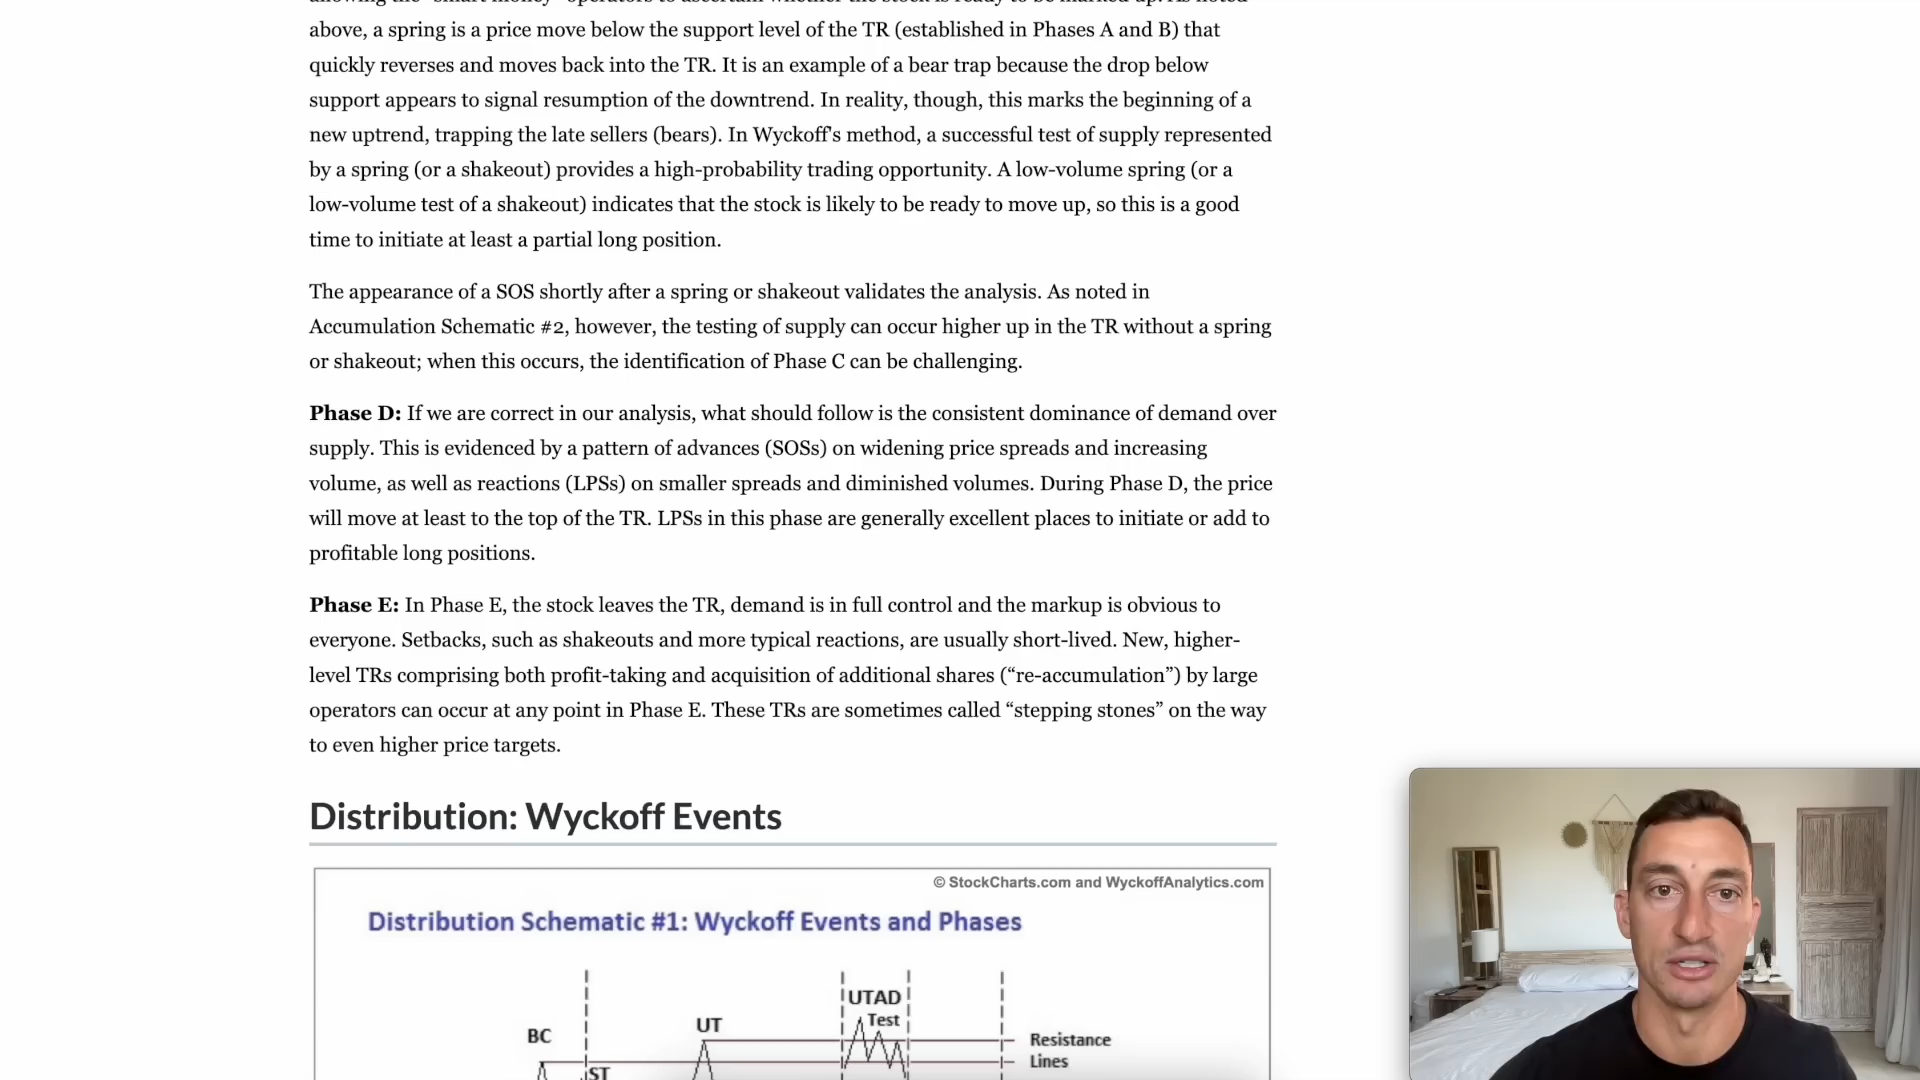 above, a spring is a price move below the support level of the TR (established in Phases A and B) that
quickly reverses and moves back into the TR. It is an example of a bear trap because the drop below
support appears to signal resumption of the downtrend. In reality, though, this marks the beginning of a
new uptrend, trapping the late sellers (bears). In Wyckoff's method, a successful test of supply represented
by a spring (or a shakeout) provides a high-probability trading opportunity. A low-volume spring (or a
low-volume test of a shakeout) indicates that the stock is likely to be ready to move up, so this is a good
time to initiate at least a partial long position.
The appearance of a SOS shortly after a spring or shakeout validates the analysis. As noted in
Accumulation Schematic #2, however, the testing of supply can occur higher up in the TR without a spring
or shakeout; when this occurs, the identification of Phase C can be challenging.
Phase D: If we are correct in our analysis, what should follow is the consistent dominance of demand over
supply. This is evidenced by a pattern of advances (SOSs) on widening price spreads and increasing
volume, as well as reactions (LPSs) on smaller spreads and diminished volumes. During Phase D, the price
will move at least to the top of the TR. LPSs in this phase are generally excellent places to initiate or add to
profitable long positions.
Phase E: In Phase E, the stock leaves the TR, demand is in full control and the markup is obvious to
everyone. Setbacks, such as shakeouts and more typical reactions, are usually short-lived. New, higher-
level TRs comprising both profit-taking and acquisition of additional shares (“re-accumulation”) by large
operators can occur at any point in Phase E. These TRs are sometimes called “stepping stones” on the way
to even higher price targets.
Distribution: Wyckoff Events
© StockCharts.com and WyckoffAnalytics.com
Distribution Schematic #1: Wyckoff Events and Phases
UTAD
Test
UT
BC
Resistance
Lines
ST